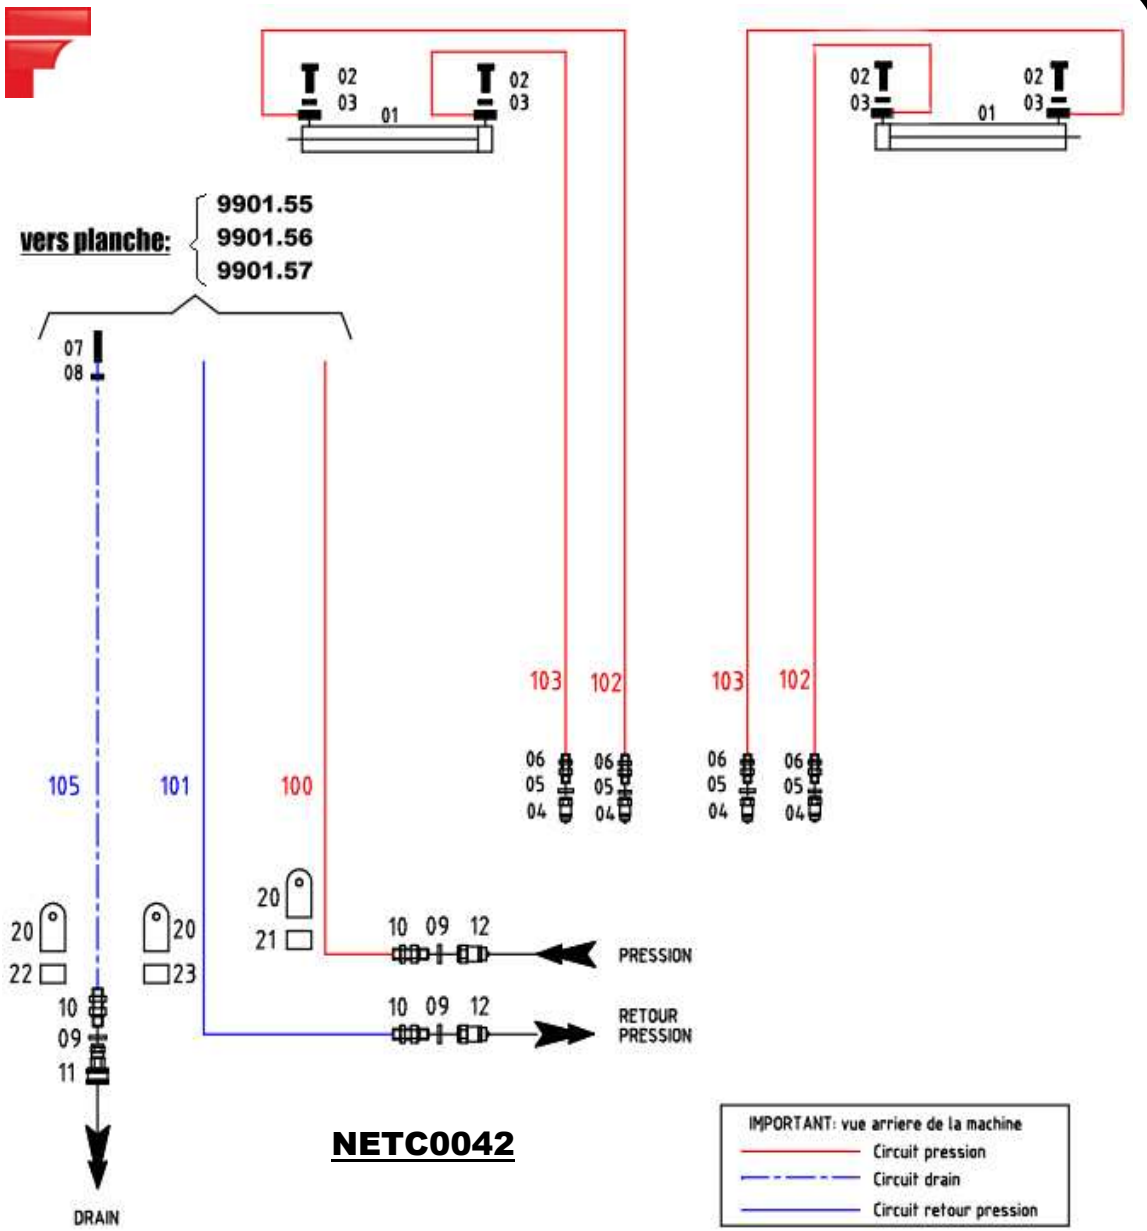 02 02 02 02
03 03 03 03
01 01
9901.55
vers planche: 9901.56
9901.57
07
08
103 102 103 102
06 06 06 06
105 101 100 05 05 05 05
04 04 04 04
20
20 20 10 09 12
21
PRESSION
22 23
10 10 09 12 RETOUR
PRESSION
09
11
NETC0042
IMPORTANT: vue arriere de la machine
Circuit pression
Circuit drain
Circuit retour pression
DRAIN